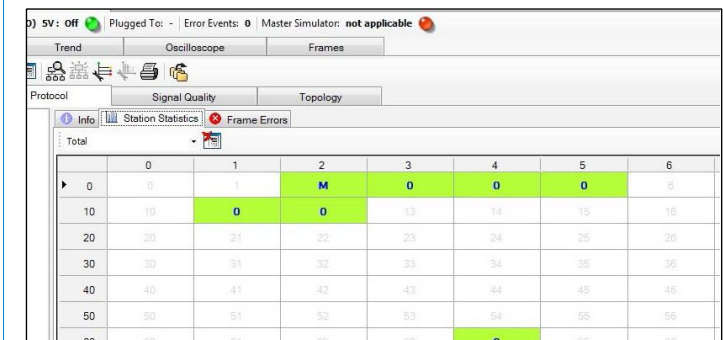 0) 5V: Off Plugged To: - Error Events: 0 Master Simulator: not applicable
Trend Oscilloscope Frames
Protocol Signal Quality Topology
Info Station Statistics Frame Errors
Total
0 1 2 3 4 5 6
0 0 1 M 0 0 0 6
10 10 0 0 13 14 15 16
20 20 21 22 23 24 25 26
30 30 31 32 33 34 35 36
40 40 41 42 43 44 45 46
50 50 51 52 53 54 55 56